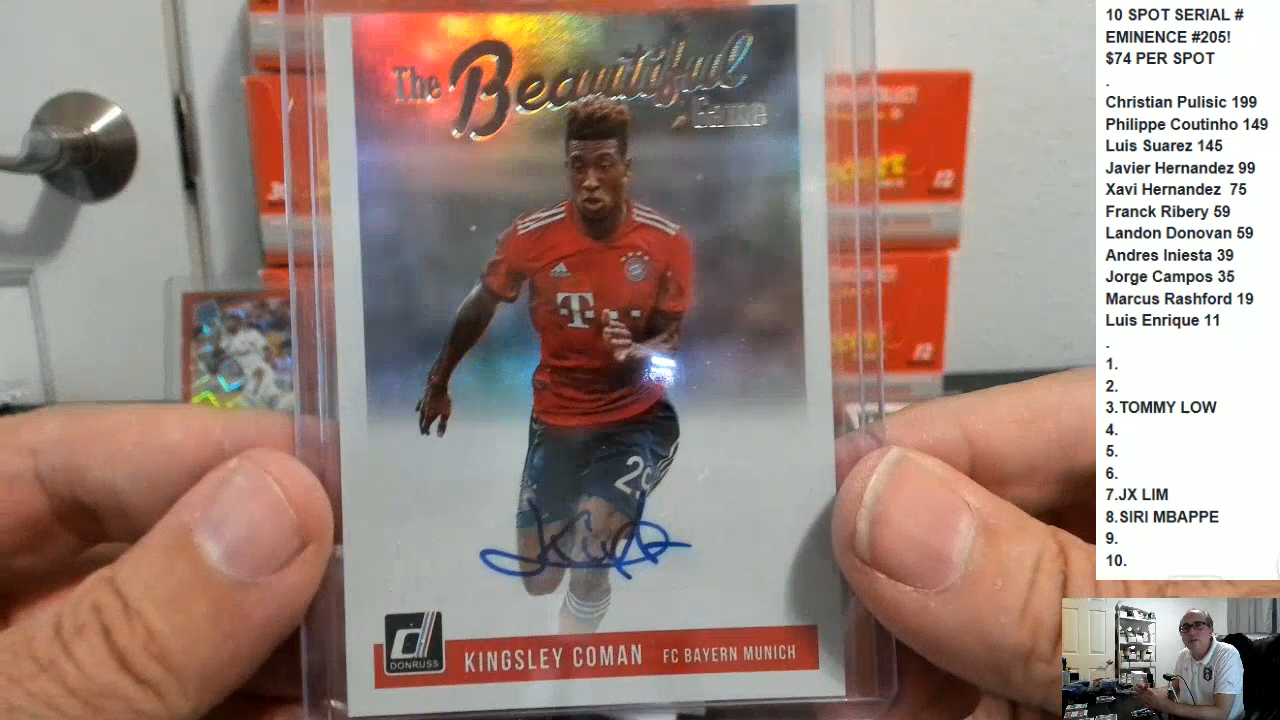 The Beautiful
Game
T
20
DONRUSS
KINGSLEY COMAN FC BAYERN MUNICH
10 SPOT SERIAL #
EMINENCE #205!
$74 PER SPOT
.
Christian Pulisic 199
Philippe Coutinho 149
Luis Suarez 145
Javier Hernandez 99
Xavi Hernandez 75
Franck Ribery 59
Landon Donovan 59
Andres Iniesta 39
Jorge Campos 35
Marcus Rashford 19
Luis Enrique 11
.
1.
2.
3.TOMMY LOW
4.
5.
6.
7.JX LIM
8.SIRI MBAPPE
9.
10.